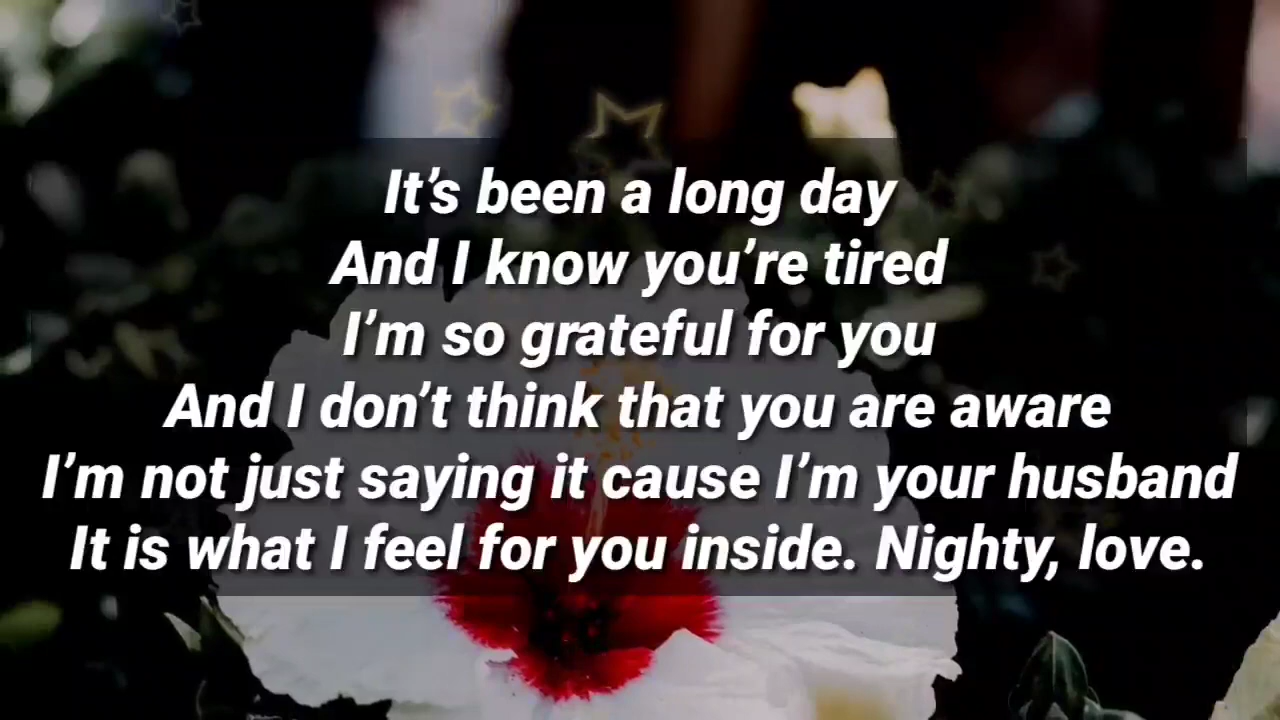 It’s been a long day
And I know you’re tired
I’m so grateful for you
And I don’t think that you are aware
I’m not just saying it cause I’m your husband
It is what I feel for you inside. Nighty, love.